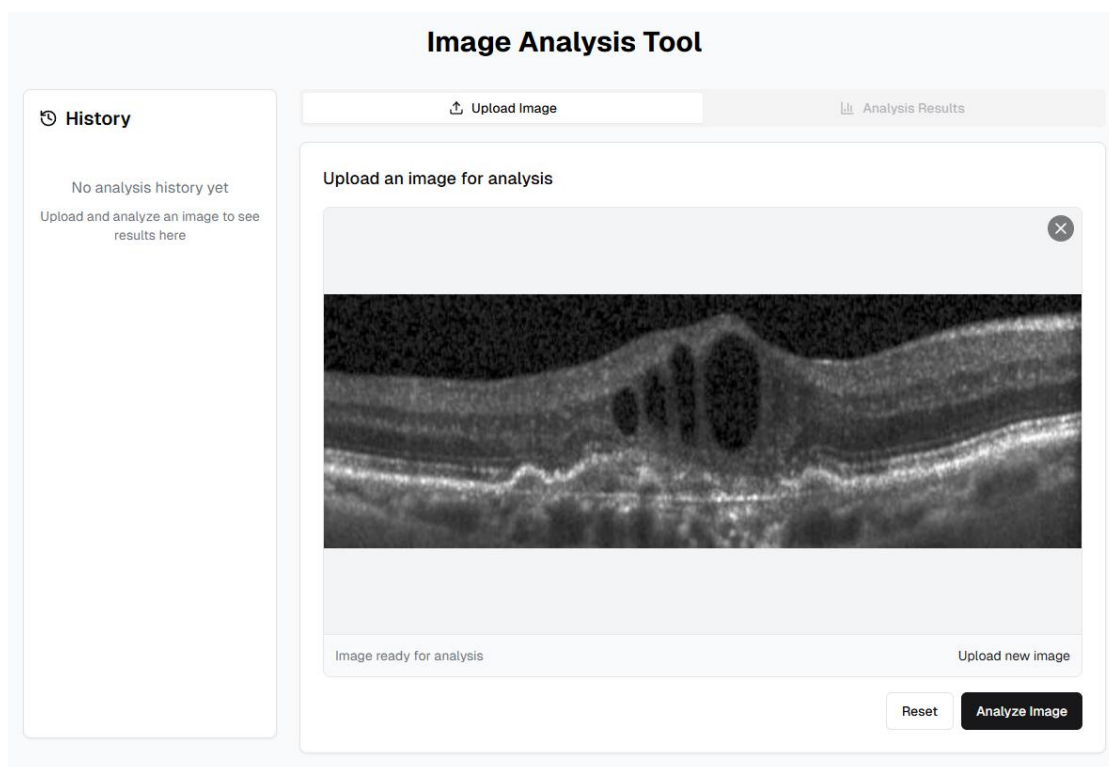 Image Analysis Tool
History
No analysis history yet
Upload and analyze an image to see
results here
Upload Image
Analysis Results
Upload an image for analysis
Image ready for analysis
Upload new image
Reset
Analyze Image